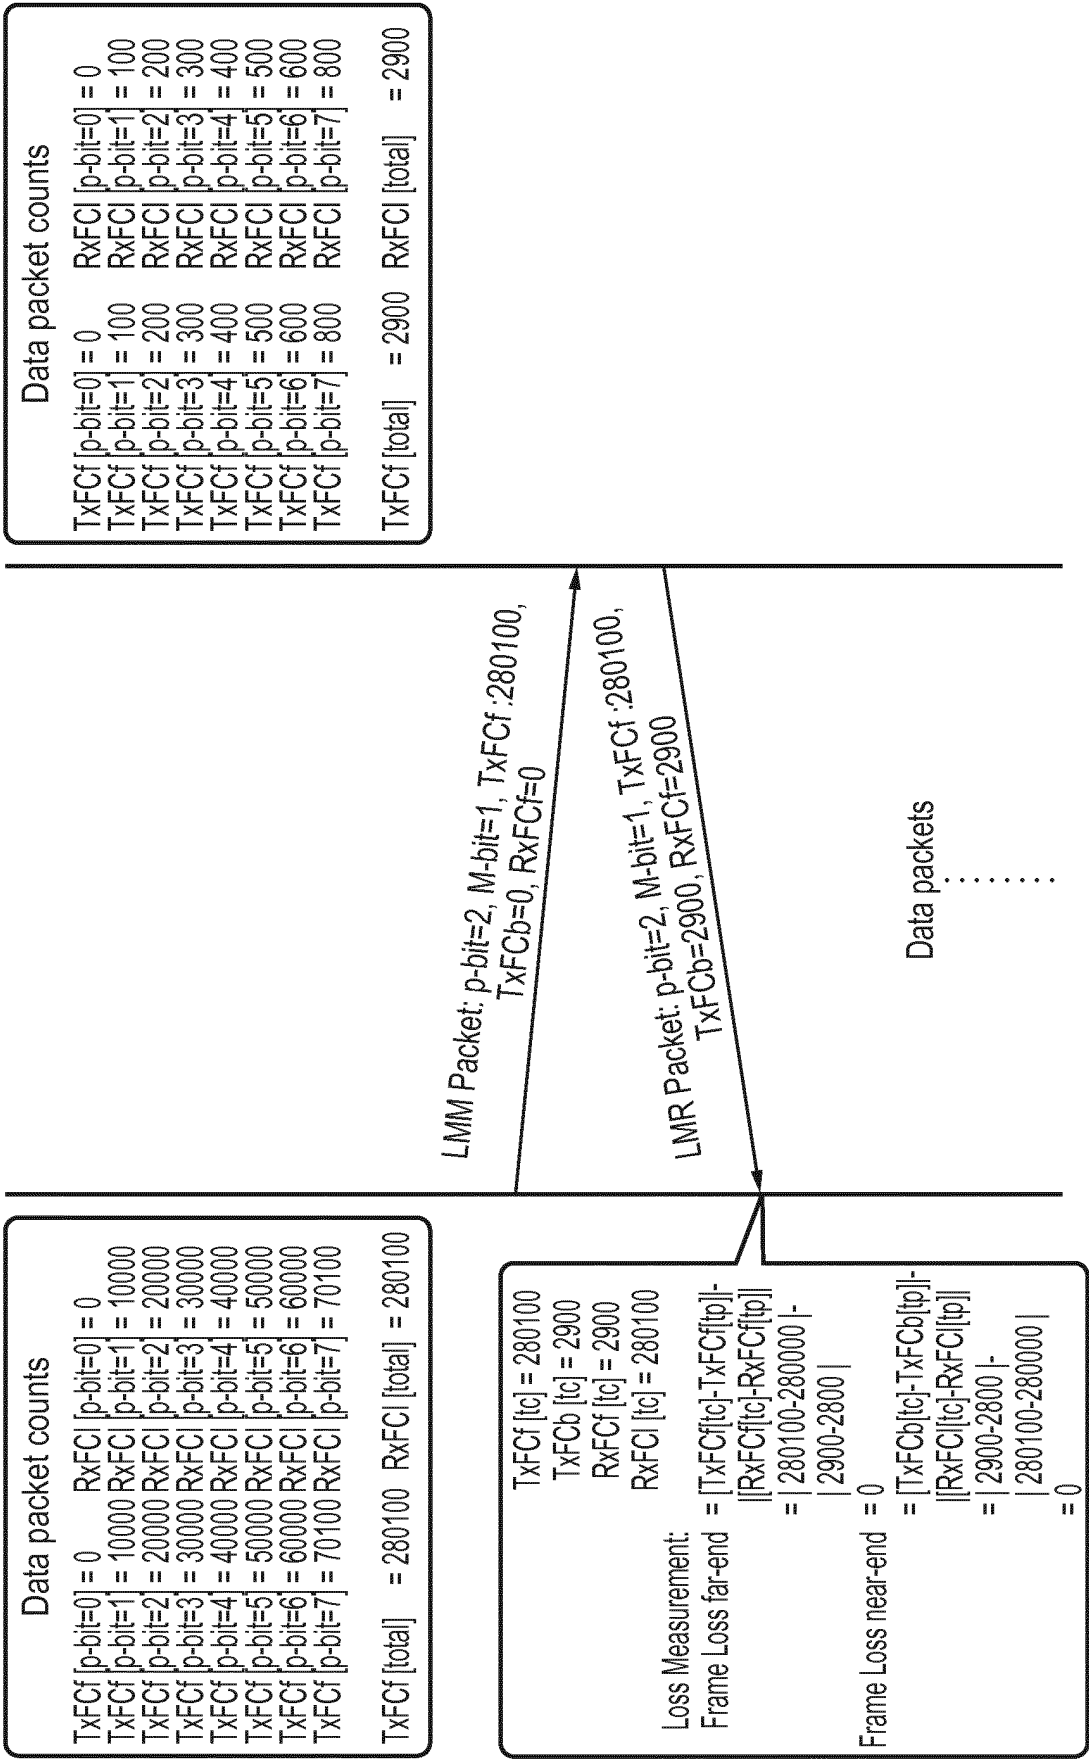 Data packet counts
TxFCf [p-bit=0] = 0 RxFCl [p-bit=0] = 0
TxFCf [p-bit=1] = 10000 RxFCl [p-bit=1] = 10000
TxFCf [p-bit=2] = 20000 RxFCl [p-bit=2] = 20000
TxFCf [p-bit=3] = 30000 RxFCl [p-bit=3] = 30000
TxFCf [p-bit=4] = 40000 RxFCl [p-bit=4] = 40000
TxFCf [p-bit=5] = 50000 RxFCl [p-bit=5] = 50000
TxFCf [p-bit=6] = 60000 RxFCl [p-bit=6] = 60000
TxFCf [p-bit=7] = 70100 RxFCl [p-bit=7] = 70100
TxFCf [total] = 280100 RxFCl [total] = 280100
Data packet counts
TxFCf [p-bit=0] = 0 RxFCl [p-bit=0] = 0
TxFCf [p-bit=1] = 100 RxFCl [p-bit=1] = 100
TxFCf [p-bit=2] = 200 RxFCl [p-bit=2] = 200
TxFCf [p-bit=3] = 300 RxFCl [p-bit=3] = 300
TxFCf [p-bit=4] = 400 RxFCl [p-bit=4] = 400
TxFCf [p-bit=5] = 500 RxFCl [p-bit=5] = 500
TxFCf [p-bit=6] = 600 RxFCl [p-bit=6] = 600
TxFCf [p-bit=7] = 800 RxFCl [p-bit=7] = 800
TxFCf [total] = 2900 RxFCl [total] = 2900
LMM Packet: p-bit=2, M-bit=1, TxFCf :280100,
TxFCb=0, RxFCf=0
LMR Packet: p-bit=2, M-bit=1, TxFCf :280100,
TxFCb=2900, RxFCf=2900
TxFCf [tc] = 280100
TxFCb [tc] = 2900
RxFCf [tc] = 2900
RxFCl [tc] = 280100
Loss Measurement:
Frame Loss far-end = [TxFCf[tc]-TxFCf[tp]|-
|[RxFCf[tc]-RxFCf[tp]|
= | 280100-280000 |-
| 2900-2800 |
= 0
Frame Loss near-end = [TxFCb[tc]-TxFCb[tp]|-
|[RxFCl[tc]-RxFCl[tp]|
= | 2900-2800 |-
| 280100-280000 |
= 0
Data packets